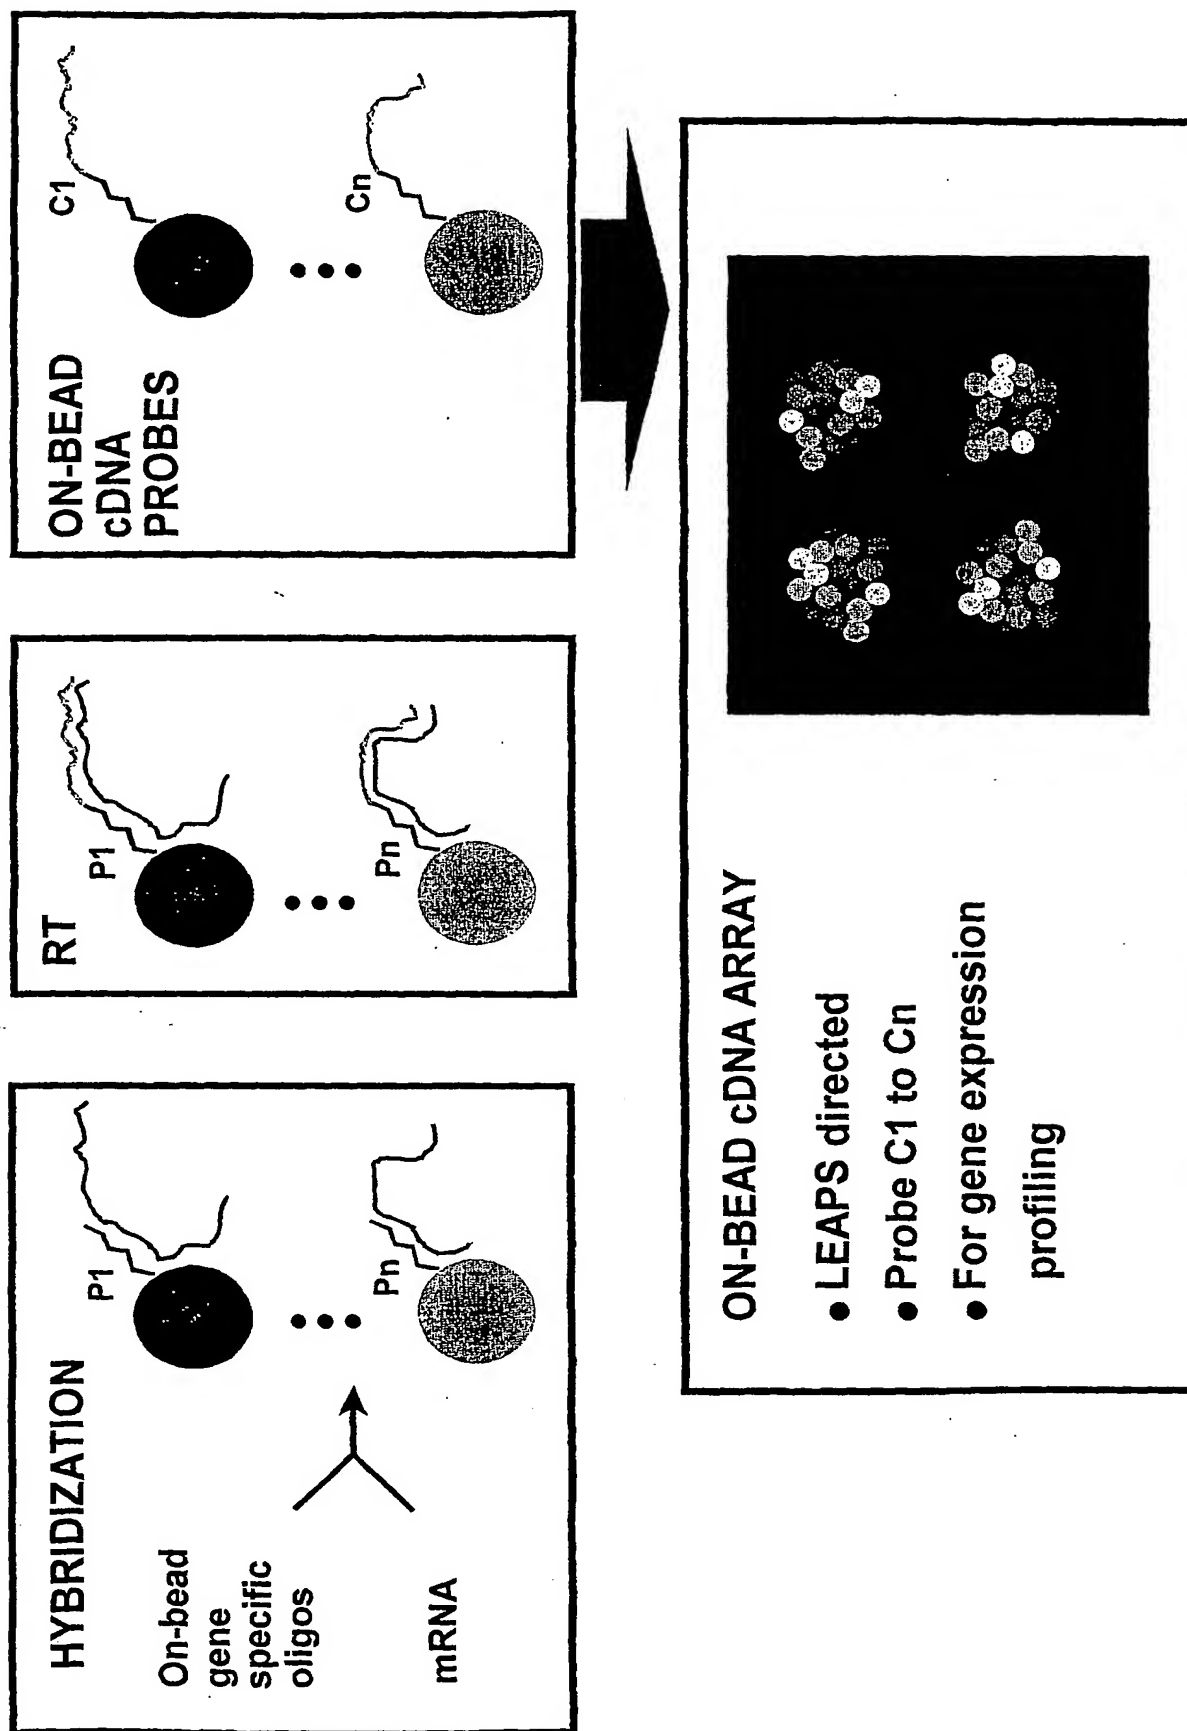 HYBRIDIZATION
On-bead
gene
specific
oligos
mRNA
P1
Pn
RT
P1
Pn
ON-BEAD
cDNA
PROBES
C1
Cn
ON-BEAD cDNA ARRAY
● LEAPS directed
● Probe C1 to Cn
● For gene expression
profiling